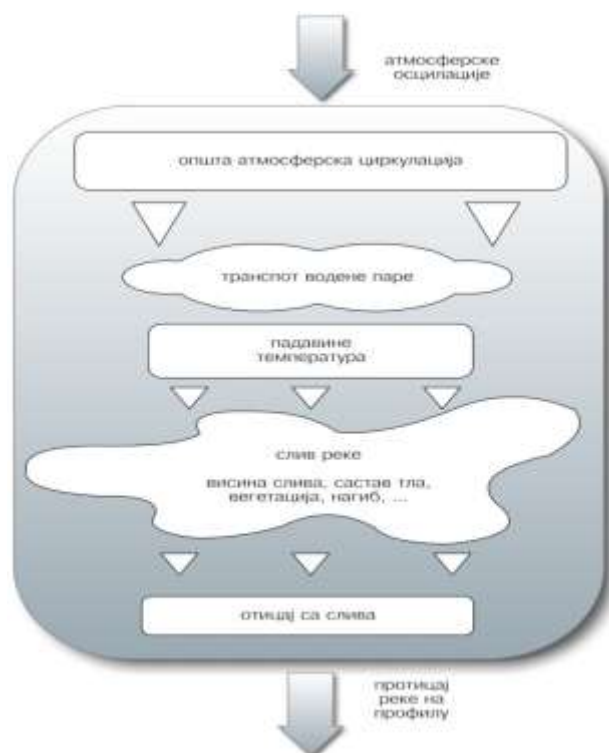 атмосферске
осцилације
општа атмосферска циркулација
транспот водене паре
падавине
температура
слив реке
висина слива, састав тла,
вегетација, нагиб, ...
отицај са слива
протицај
реке на
профилу